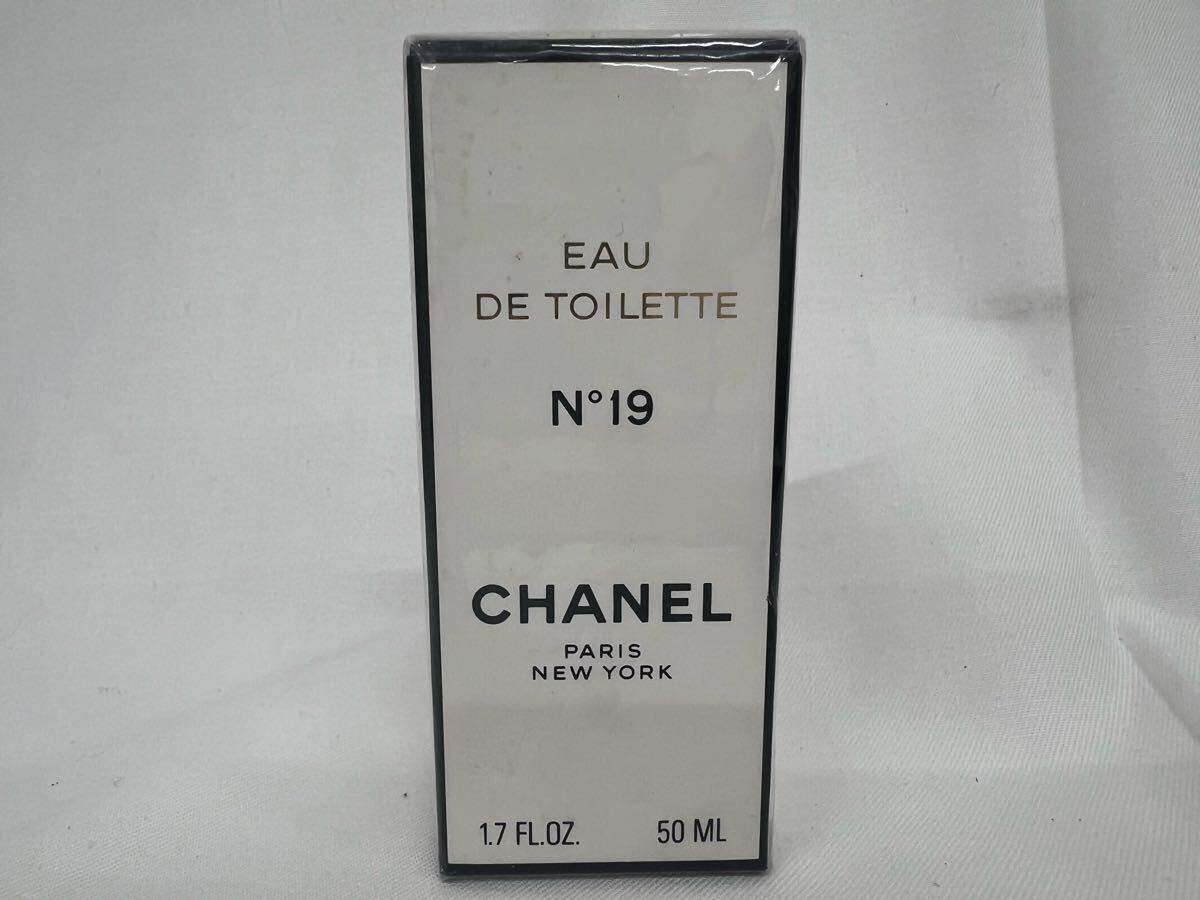 EAU
DE TOILETTE
N°19
CHANEL
PARIS
NEW YORK
1.7 FL.OZ. 50 ML